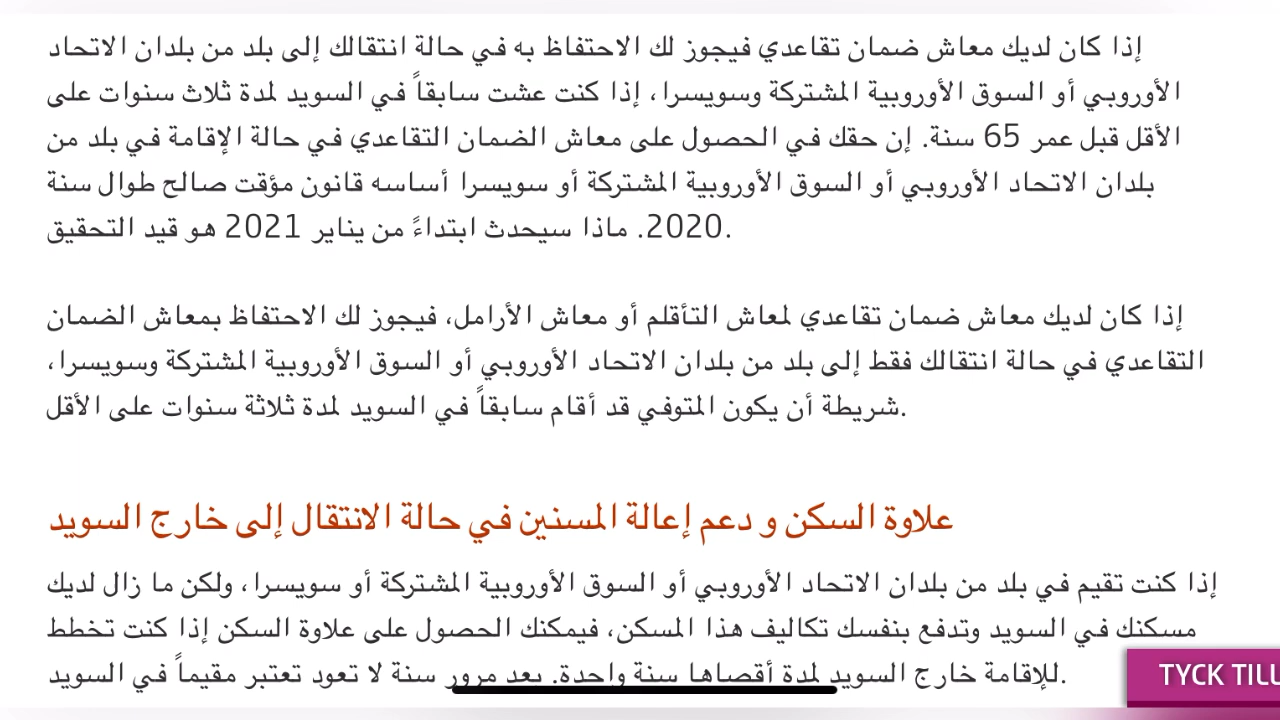 إذا كان لديك معاش ضمان تقاعدي فيجوز لك الاحتفاظ به في حالة انتقالك إلى بلد من بلدان الاتحاد
الأوروبي أو السوق الأوروبية المشتركة وسويسرا، إذا كنت عشت سابقاً في السويد لمدة ثلاث سنوات على
الأقل قبل عمر 65 سنة. إن حقك في الحصول على معاش الضمان التقاعدي في حالة الإقامة في بلد من
بلدان الاتحاد الأوروبي أو السوق الأوروبية المشتركة أو سويسرا أساسه قانون مؤقت صالح طوال سنة
2020. ماذا سيحدث ابتداءً من يناير 2021 هو قيد التحقيق.
إذا كان لديك معاش ضمان تقاعدي لمعاش التأقلم أو معاش الأرامل، فيجوز لك الاحتفاظ بمعاش الضمان
التقاعدي في حالة انتقالك فقط إلى بلد من بلدان الاتحاد الأوروبي أو السوق الأوروبية المشتركة وسويسرا،
شريطة أن يكون المتوفي قد أقام سابقاً في السويد لمدة ثلاثة سنوات على الأقل.
علاوة السكن و دعم إعالة المسنين في حالة الانتقال إلى خارج السويد
إذا كنت تقيم في بلد من بلدان الاتحاد الأوروبي أو السوق الأوروبية المشتركة أو سويسرا، ولكن ما زال لديك
مسكنك في السويد وتدفع بنفسك تكاليف هذا المسكن، فيمكنك الحصول على علاوة السكن إذا كنت تخطط
للإقامة خارج السويد لمدة أقصاها سنة واحدة. بعد مرور سنة لا تعود تعتبر مقيماً في السويد.
TYCK TILL